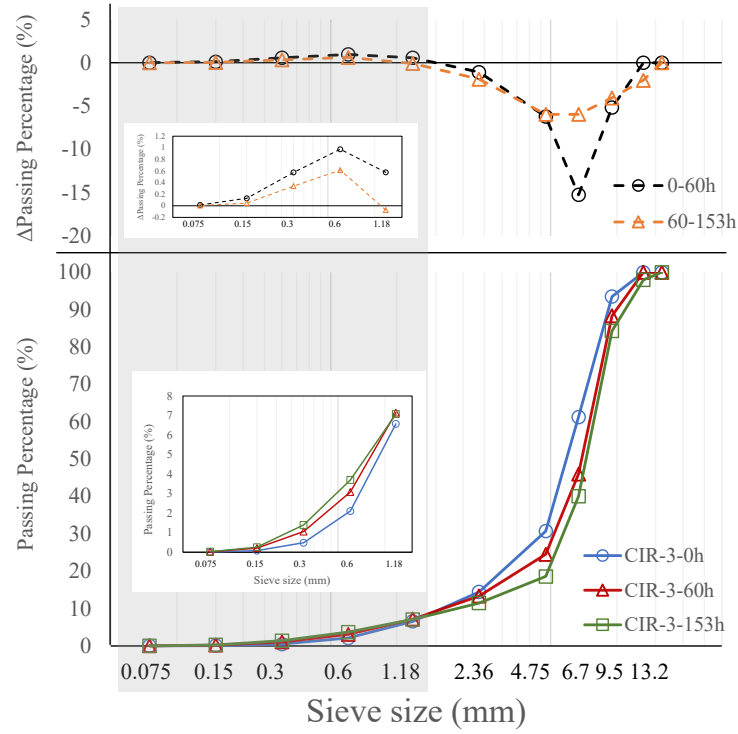 ΔPassing Percentage (%)
5
0
-5
-10
-15
-20
0-60h
60-153h
ΔPassing Percentage (%)
1.2
1
0.8
0.6
0.4
0.2
0
-0.2
0.075 0.15 0.3 0.6 1.18
Passing Percentage (%)
100
90
80
70
60
50
40
30
20
10
0
Passing Percentage (%)
8
7
6
5
4
3
2
1
0
0.075 0.15 0.3 0.6 1.18
Sieve size (mm)
CIR-3-0h
CIR-3-60h
CIR-3-153h
0.075 0.15 0.3 0.6 1.18 2.36 4.75 6.7 9.5 13.2
Sieve size (mm)